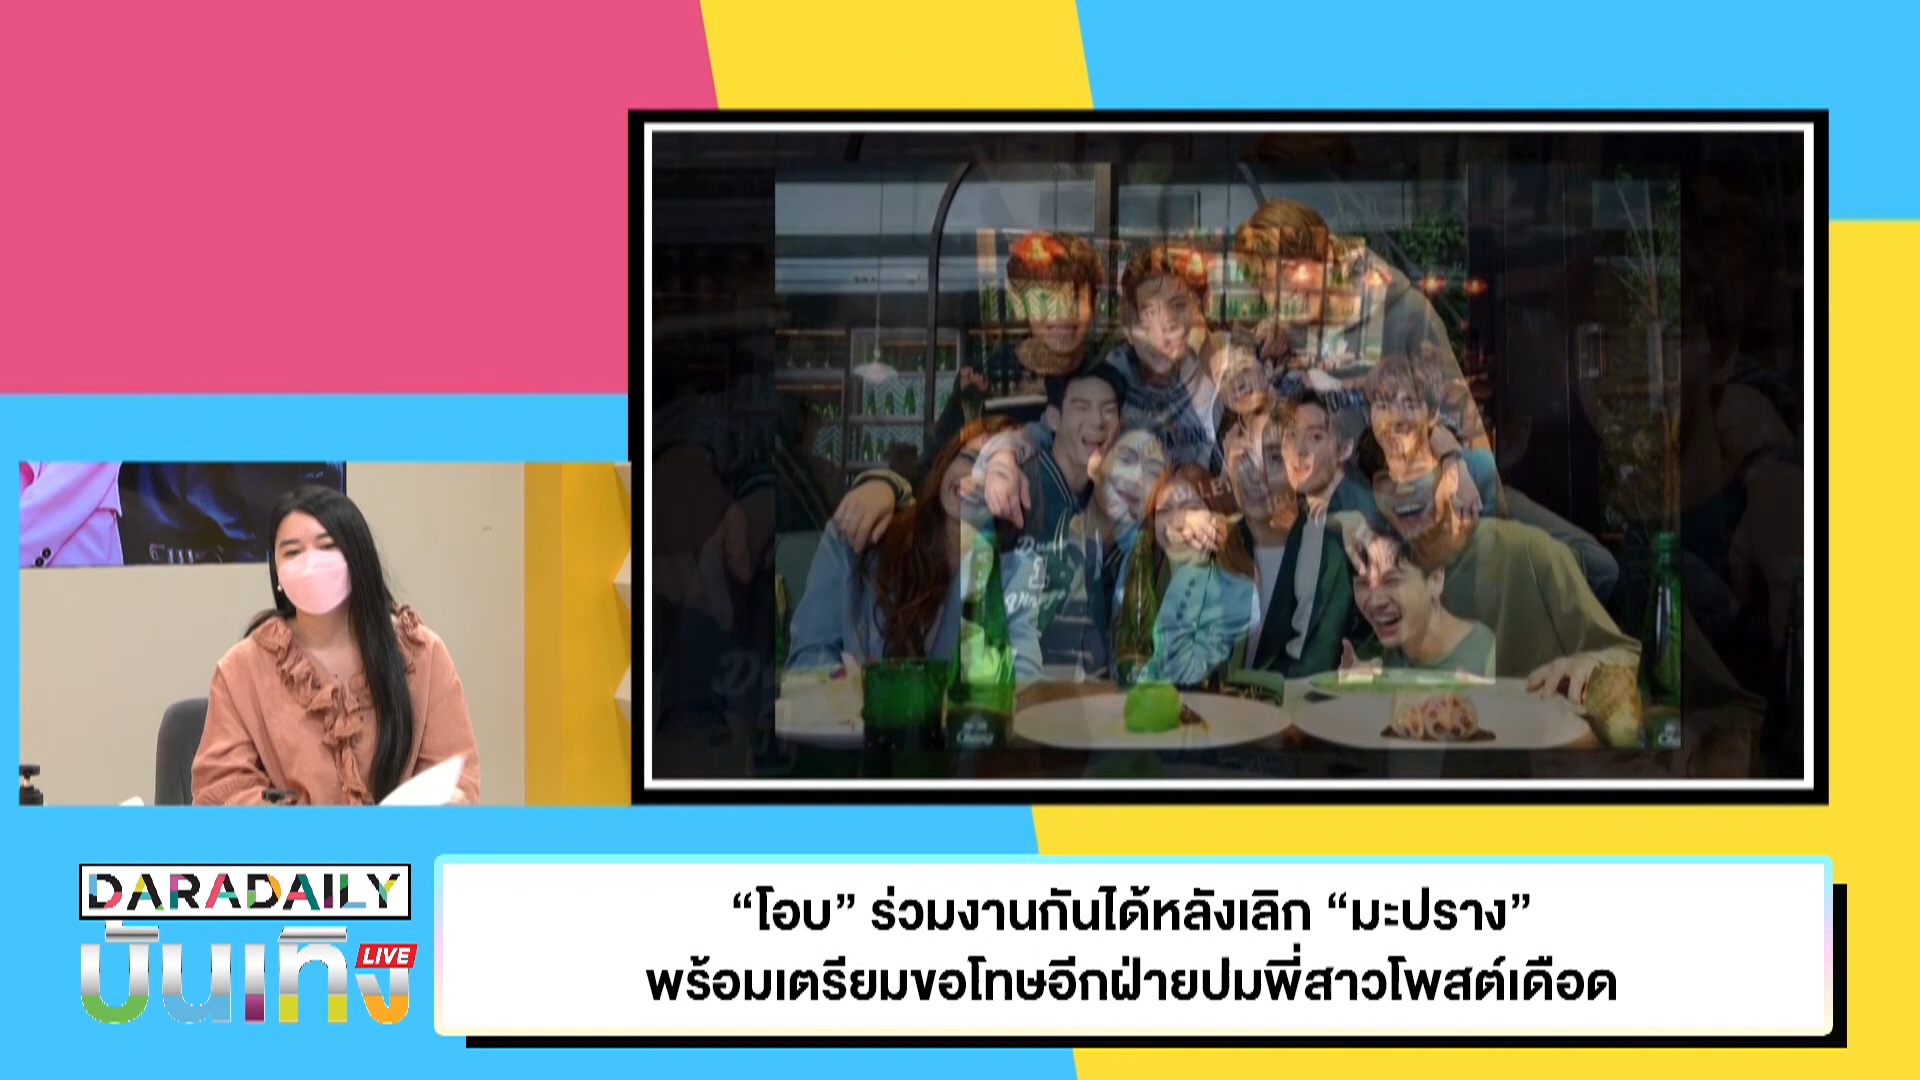 DARADAILY
บันเทิง
LIVE
“โอบ” ร่วมงานกันได้หลังเลิก “มะปราง”
พร้อมเตรียมขอโทษอีกฝ่ายปมพี่สาวโพสต์เดือด
Chang